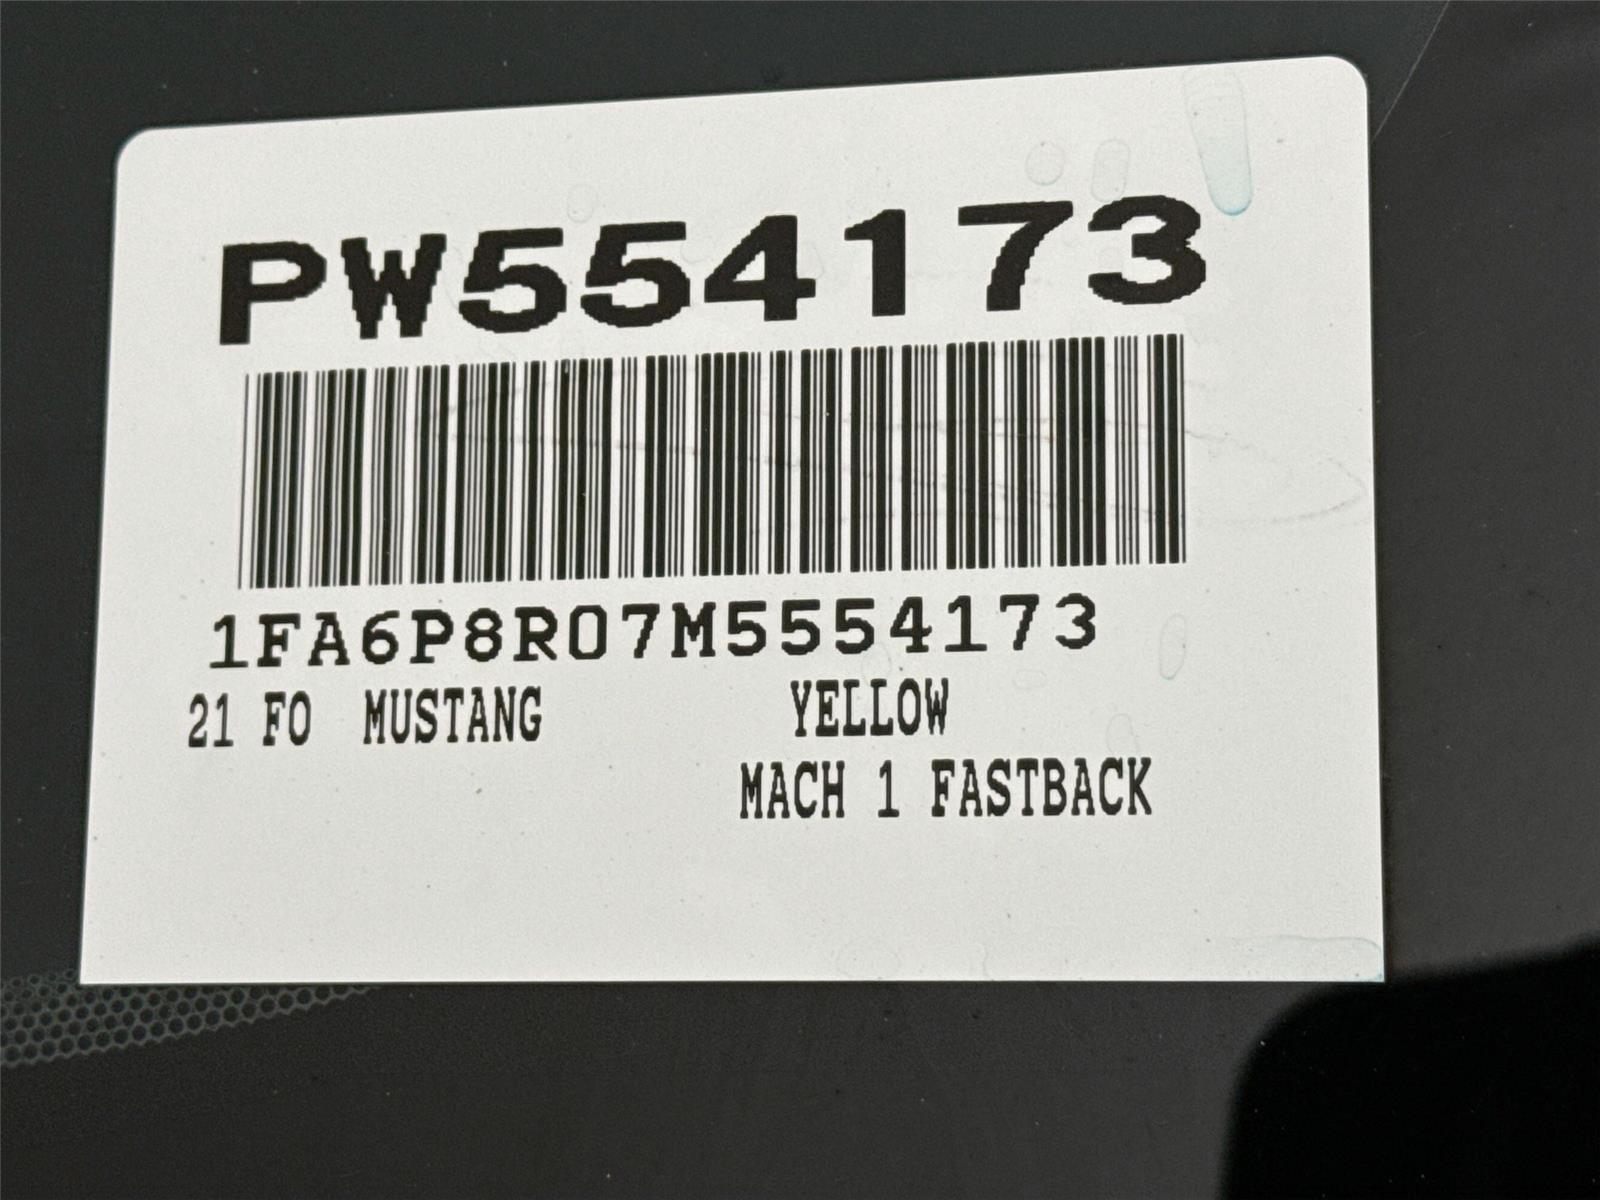 PW554173
1FA6P8R07M5554173
21 FO MUSTANG YELLOW
MACH 1 FASTBACK